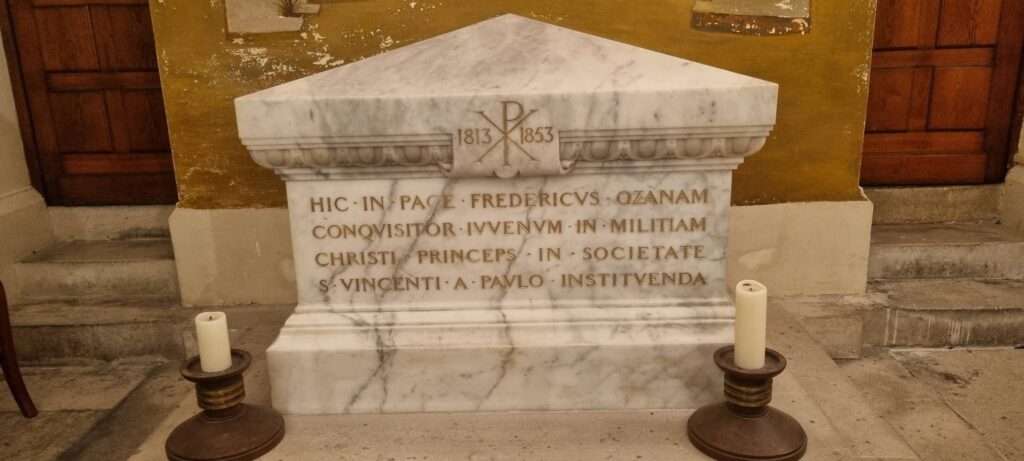 1813 ☧ 1853
HIC · IN · PACE · FREDERICVS · OZANAM
CONQVISITOR · IVVENVM · IN · MILITIAM
CHRISTI · PRINCEPS · IN · SOCIETATE
S · VINCENTI · A · PAVLO · INSTITVENDA